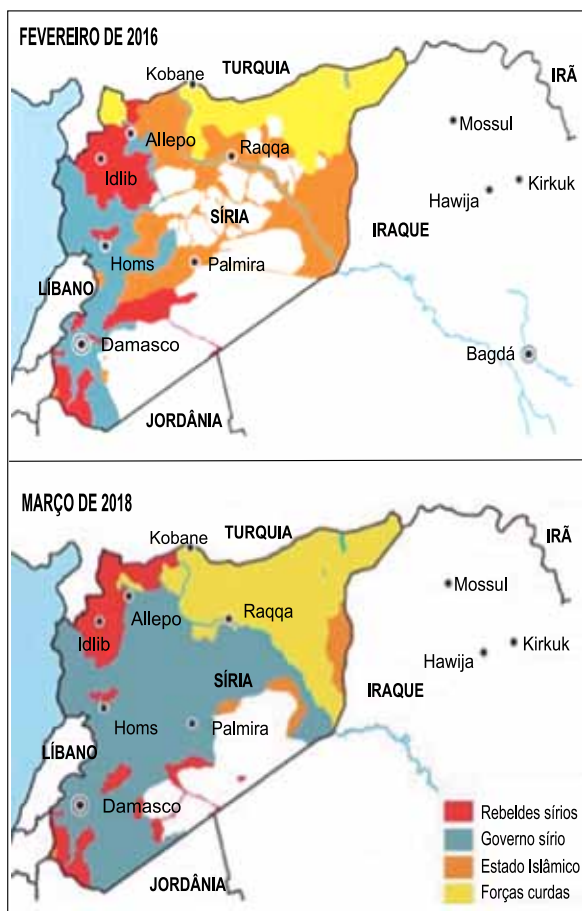 FEVEREIRO DE 2016
Kobane
TURQUIA
IRÃ
Allepo
Mossul
Raqqa
Idlib
Kirkuk
Hawija
SÍRIA
IRAQUE
Homs
Palmira
LÍBANO
Damasco
Bagdá
JORDÂNIA
MARÇO DE 2018
Kobane
TURQUIA
IRÃ
Mossul
Allepo
Raqqa
Idlib
Kirkuk
Hawija
SÍRIA
IRAQUE
Homs
Palmira
LÍBANO
Damasco
Rebeldes sírios
Governo sírio
Estado Islâmico
Forças curdas
JORDÂNIA